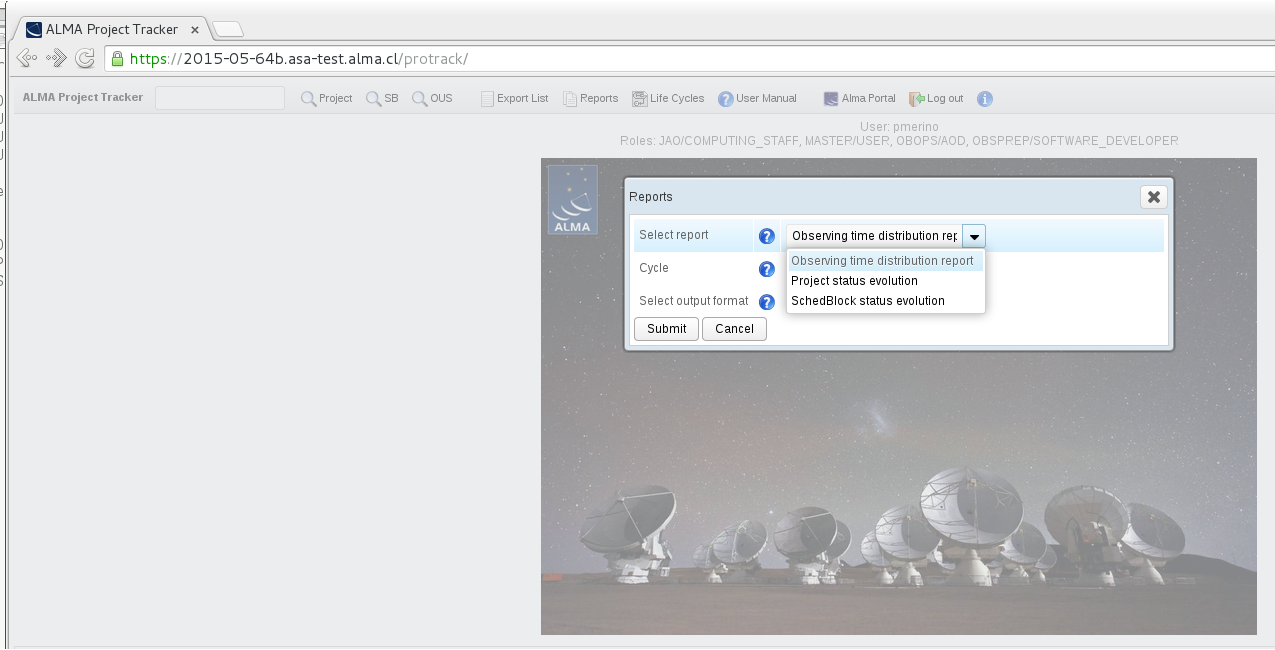 ALMA Project Tracker
https://2015-05-64b.asa-test.alma.cl/protrack/
ALMA Project Tracker Project SB OUS Export List Reports Life Cycles User Manual Alma Portal Log out
User: pmerino
Roles: JAO/COMPUTING_STAFF, MASTER/USER, OBOPS/AOD, OBSPREP/SOFTWARE_DEVELOPER
ALMA
Reports
Select report ? Observing time distribution rep
Observing time distribution report
Cycle ?
Project status evolution
Select output format ? SchedBlock status evolution
Submit Cancel